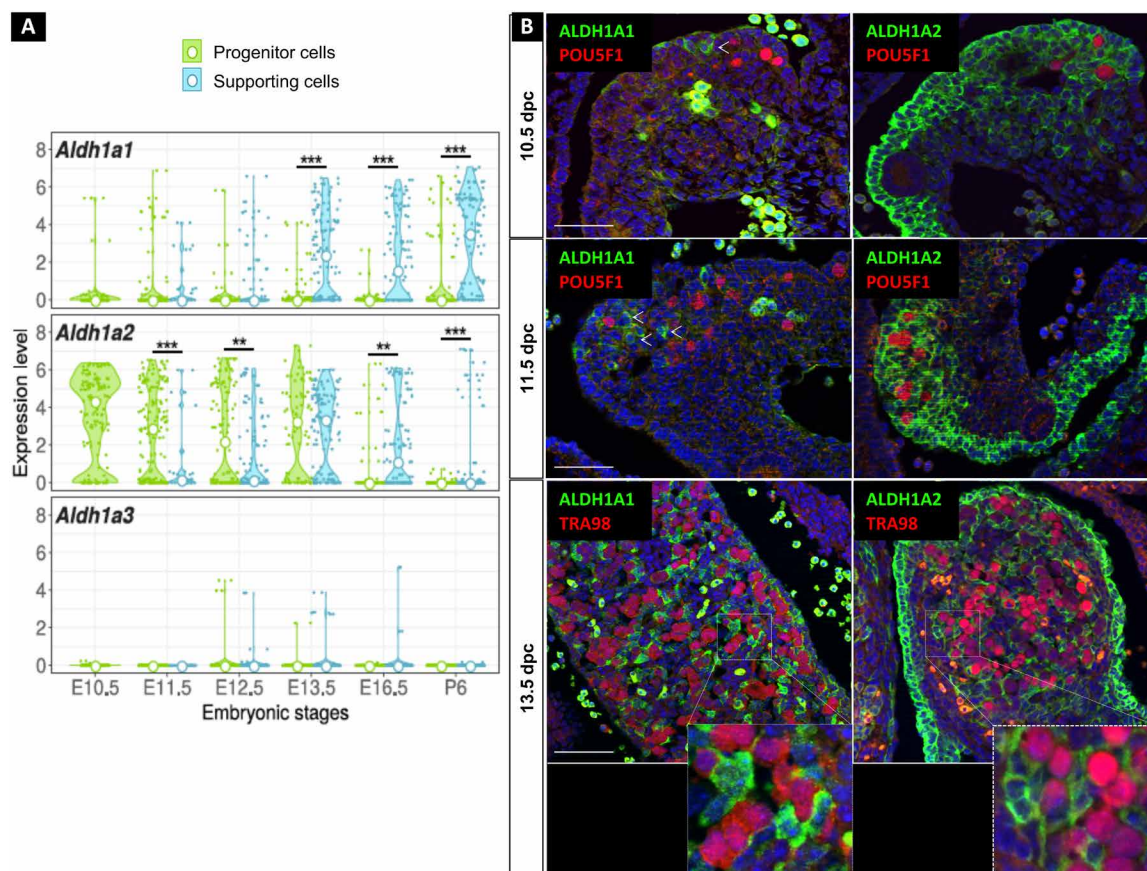 A
Progenitor cells
Supporting cells
Aldh1a1
8
6
4
2
0
*** *** ***
Aldh1a2
8
6
4
2
0
*** ** ** ***
Aldh1a3
8
6
4
2
0
Expression level
E10.5 E11.5 E12.5 E13.5 E16.5 P6
Embryonic stages
B
10.5 dpc
ALDH1A1
POU5F1
ALDH1A2
POU5F1
11.5 dpc
ALDH1A1
POU5F1
ALDH1A2
POU5F1
13.5 dpc
ALDH1A1
TRA98
ALDH1A2
TRA98